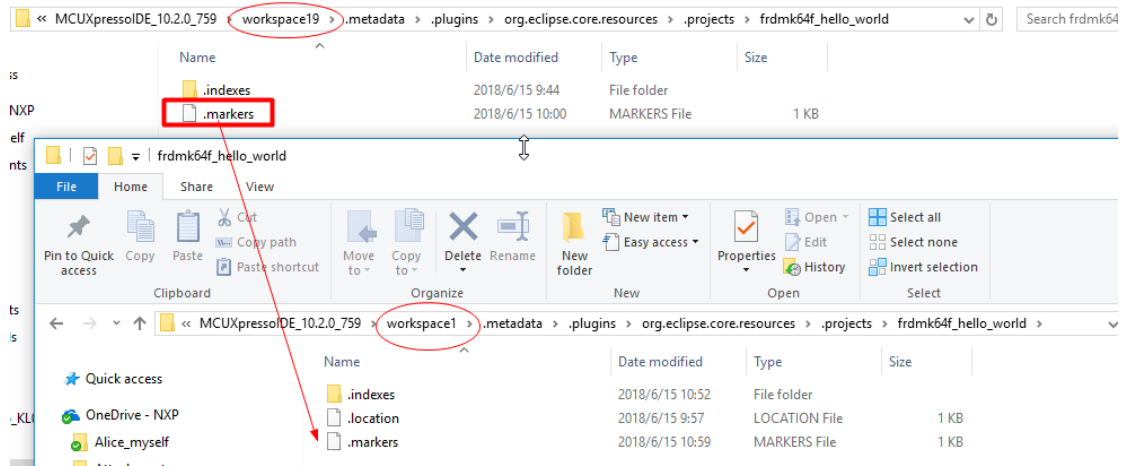 « MCUXpressoIDE_10.2.0_759 › workspace19 › .metadata › .plugins › org.eclipse.core.resources › .projects › frdmk64f_hello_world Search frdmk64
Name Date modified Type Size
ss
.indexes 2018/6/15 9:44 File folder
NXP .markers 2018/6/15 10:00 MARKERS File 1 KB
elf
nts
frdmk64f_hello_world
File Home Share View
Pin to Quick access
Copy
Paste
Cut
Copy path
Paste shortcut
Move to
Copy to
Delete
Rename
New folder
New item
Easy access
Properties
Open
Edit
History
Select all
Select none
Invert selection
Clipboard Organize New Open Select
ts
« MCUXpressoIDE_10.2.0_759 › workspace1 › .metadata › .plugins › org.eclipse.core.resources › .projects › frdmk64f_hello_world ›
ls
Name Date modified Type Size
Quick access
.indexes 2018/6/15 10:52 File folder
OneDrive - NXP
.location 2018/6/15 9:57 LOCATION File 1 KB
Alice_myself
.markers 2018/6/15 10:59 MARKERS File 1 KB